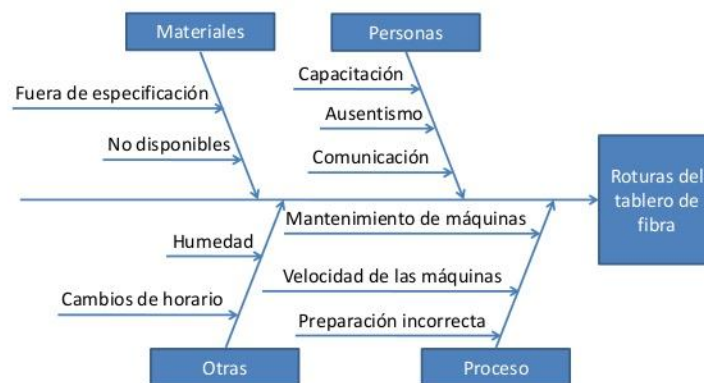 Materiales
Personas
Capacitación
Fuera de especificación
Ausentismo
No disponibles
Comunicación
Roturas del
tablero de
fibra
Mantenimiento de máquinas
Humedad
Velocidad de las máquinas
Cambios de horario
Preparación incorrecta
Otras
Proceso